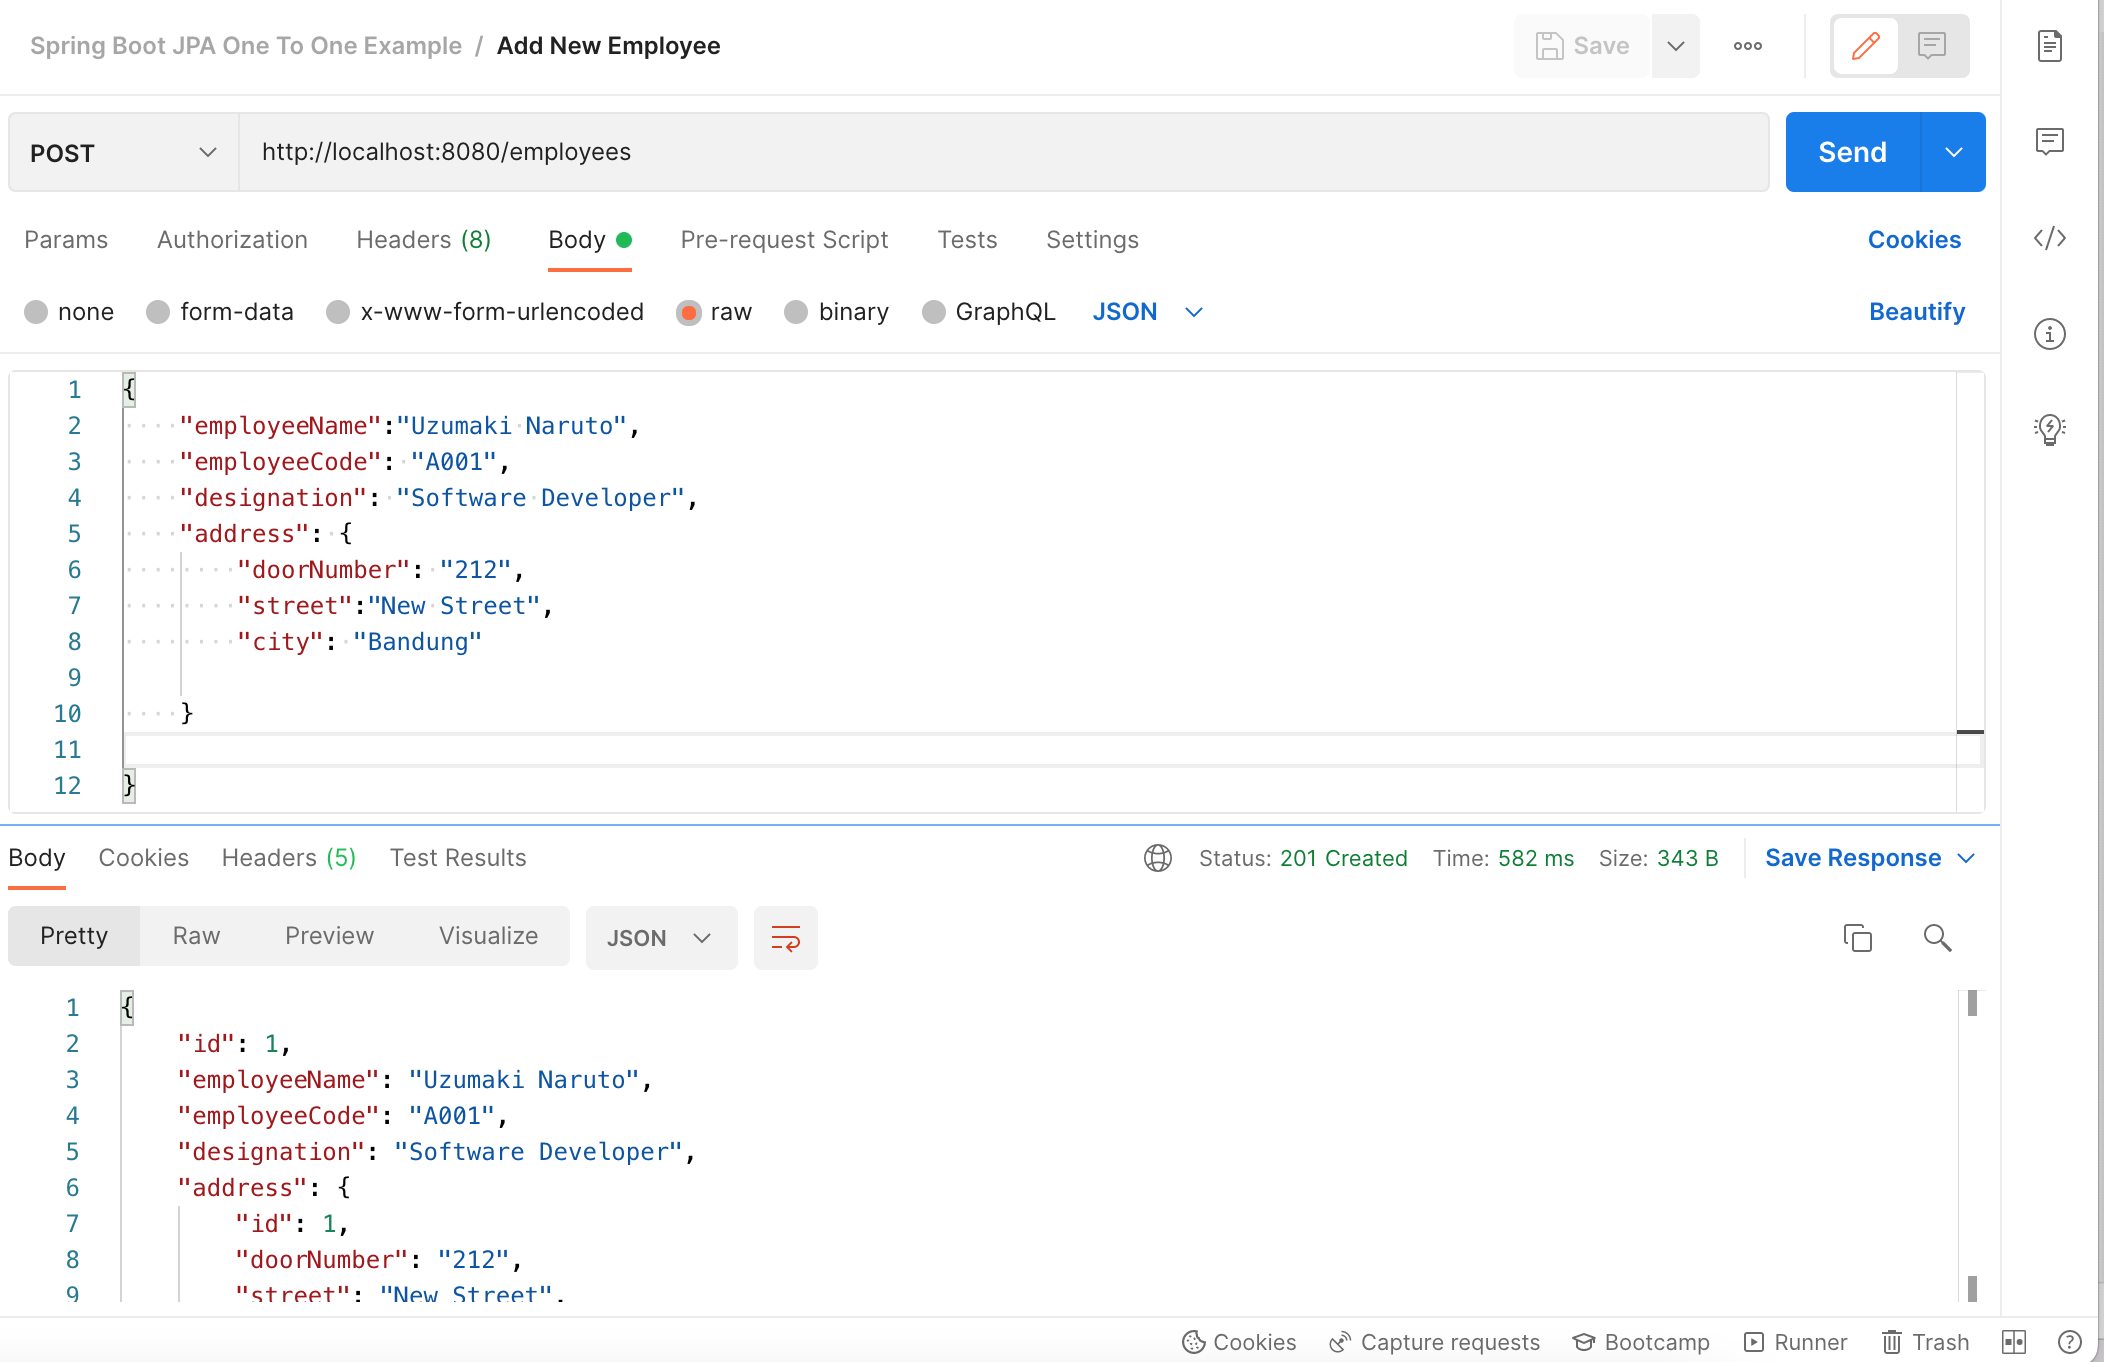 Spring Boot JPA One To One Example / Add New Employee
Save
POST http://localhost:8080/employees Send
Params Authorization Headers (8) Body Pre-request Script Tests Settings Cookies
none form-data x-www-form-urlencoded raw binary GraphQL JSON Beautify
1 {
2 "employeeName":"Uzumaki Naruto",
3 "employeeCode": "A001",
4 "designation": "Software Developer",
5 "address": {
6 "doorNumber": "212",
7 "street":"New Street",
8 "city": "Bandung"
9
10 }
11
12 }
Body Cookies Headers (5) Test Results Status: 201 Created Time: 582 ms Size: 343 B Save Response
Pretty Raw Preview Visualize JSON
1 {
2 "id": 1,
3 "employeeName": "Uzumaki Naruto",
4 "employeeCode": "A001",
5 "designation": "Software Developer",
6 "address": {
7 "id": 1,
8 "doorNumber": "212",
9 "street": "New Street",
Cookies Capture requests Bootcamp Runner Trash